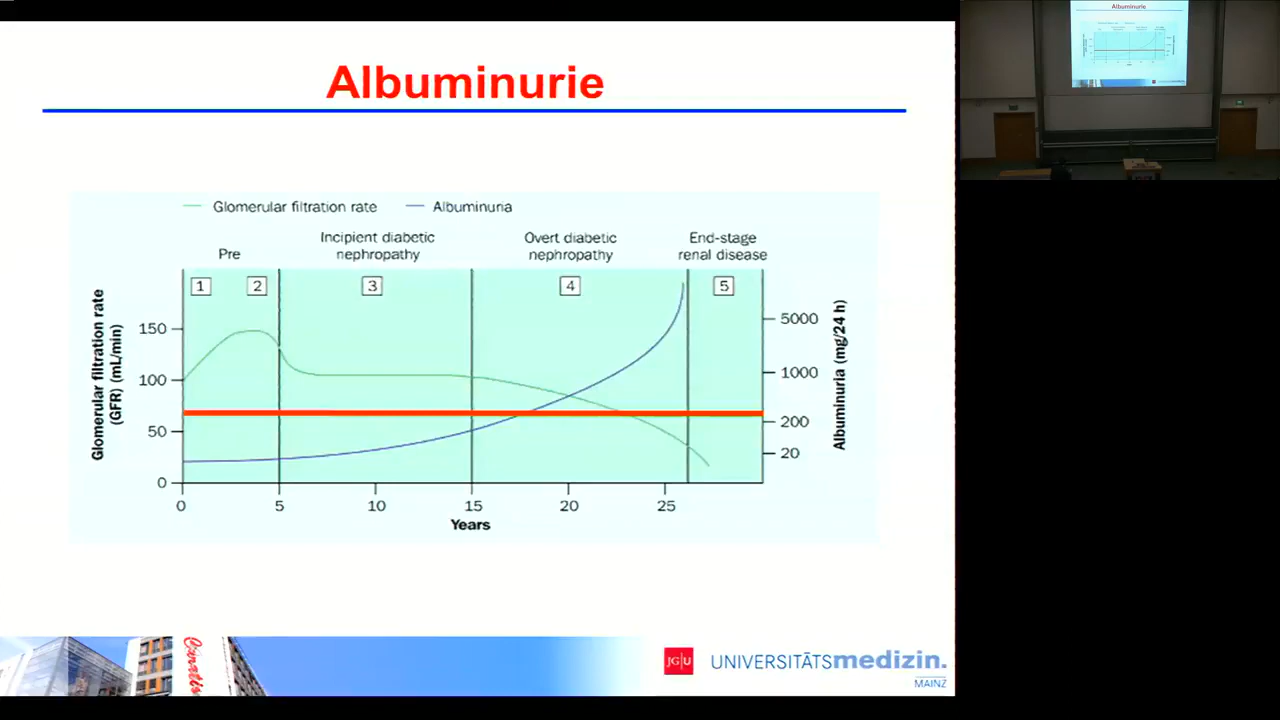 Albuminurie
Glomerular filtration rate
Albuminuria
Pre
Incipient diabetic
nephropathy
Overt diabetic
nephropathy
End-stage
renal disease
1
2
3
4
5
Glomerular filtration rate
(GFR) (mL/min)
150
100
50
0
5000
1000
200
20
Albuminuria (mg/24 h)
0
5
10
15
20
25
Years
JG|U
UNIVERSITÄTSmedizin.
MAINZ
Albuminurie